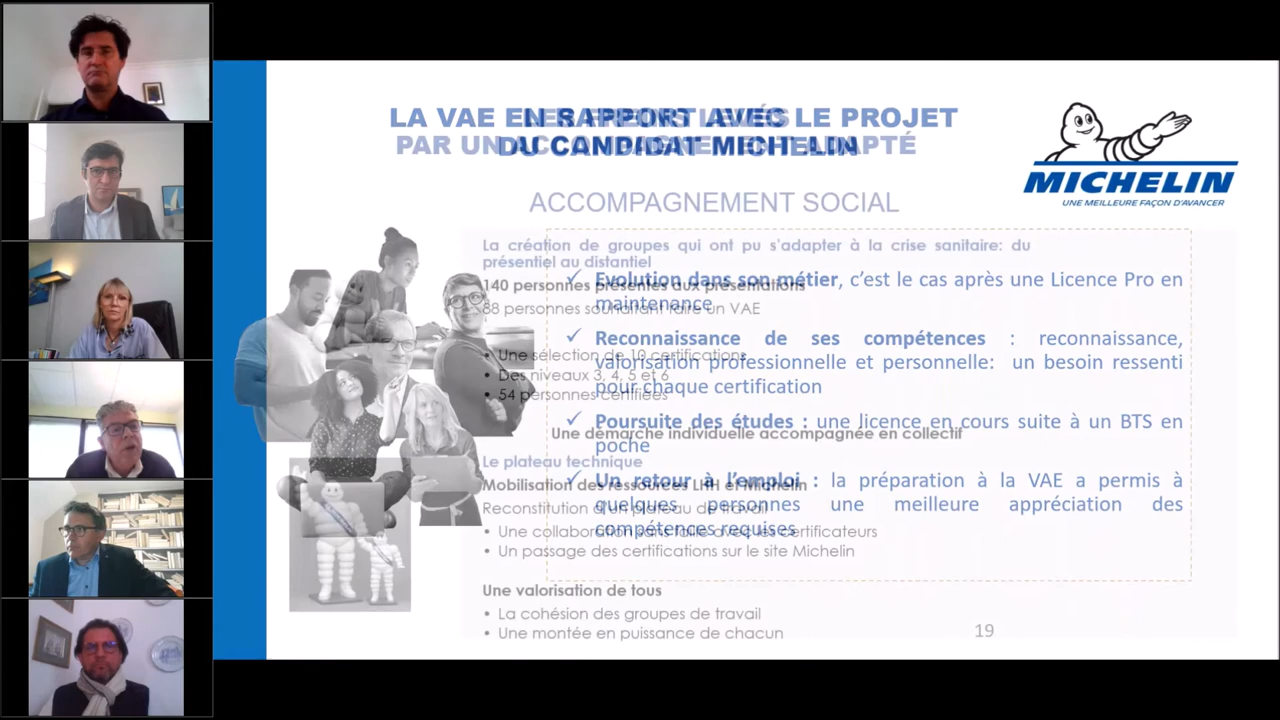 LA VAE EN RAPPORT AVEC LE PROJET
DU CANDIDAT MICHELIN
PAR UN ACCOMPAGNEMENT ADAPTÉ
MICHELIN
UNE MEILLEURE FAÇON D'AVANCER
ACCOMPAGNEMENT SOCIAL
La création de groupes qui ont pu s'adapter à la crise sanitaire: du
présentiel au distantiel
140 personnes présentes aux présentations
88 personnes souhaitant faire un VAE
• Une sélection de 10 certifications
• Des niveaux 3, 4, 5 et 6
• 54 personnes certifiées
Une démarche individuelle accompagnée en collectif
Le plateau technique
Mobilisation des ressources LHH et Michelin
Reconstitution d'un plateau de travail
• Une collaboration sans faille avec les certificateurs
• Un passage des certifications sur le site Michelin
Une valorisation de tous
• La cohésion des groupes de travail
• Une montée en puissance de chacun
✓ Evolution dans son métier, c'est le cas après une Licence Pro en
maintenance
✓ Reconnaissance de ses compétences : reconnaissance,
valorisation professionnelle et personnelle: un besoin ressenti
pour chaque certification
✓ Poursuite des études : une licence en cours suite à un BTS en
poche
✓ Un retour à l'emploi : la préparation à la VAE a permis à
quelques personnes une meilleure appréciation des
compétences requises
19